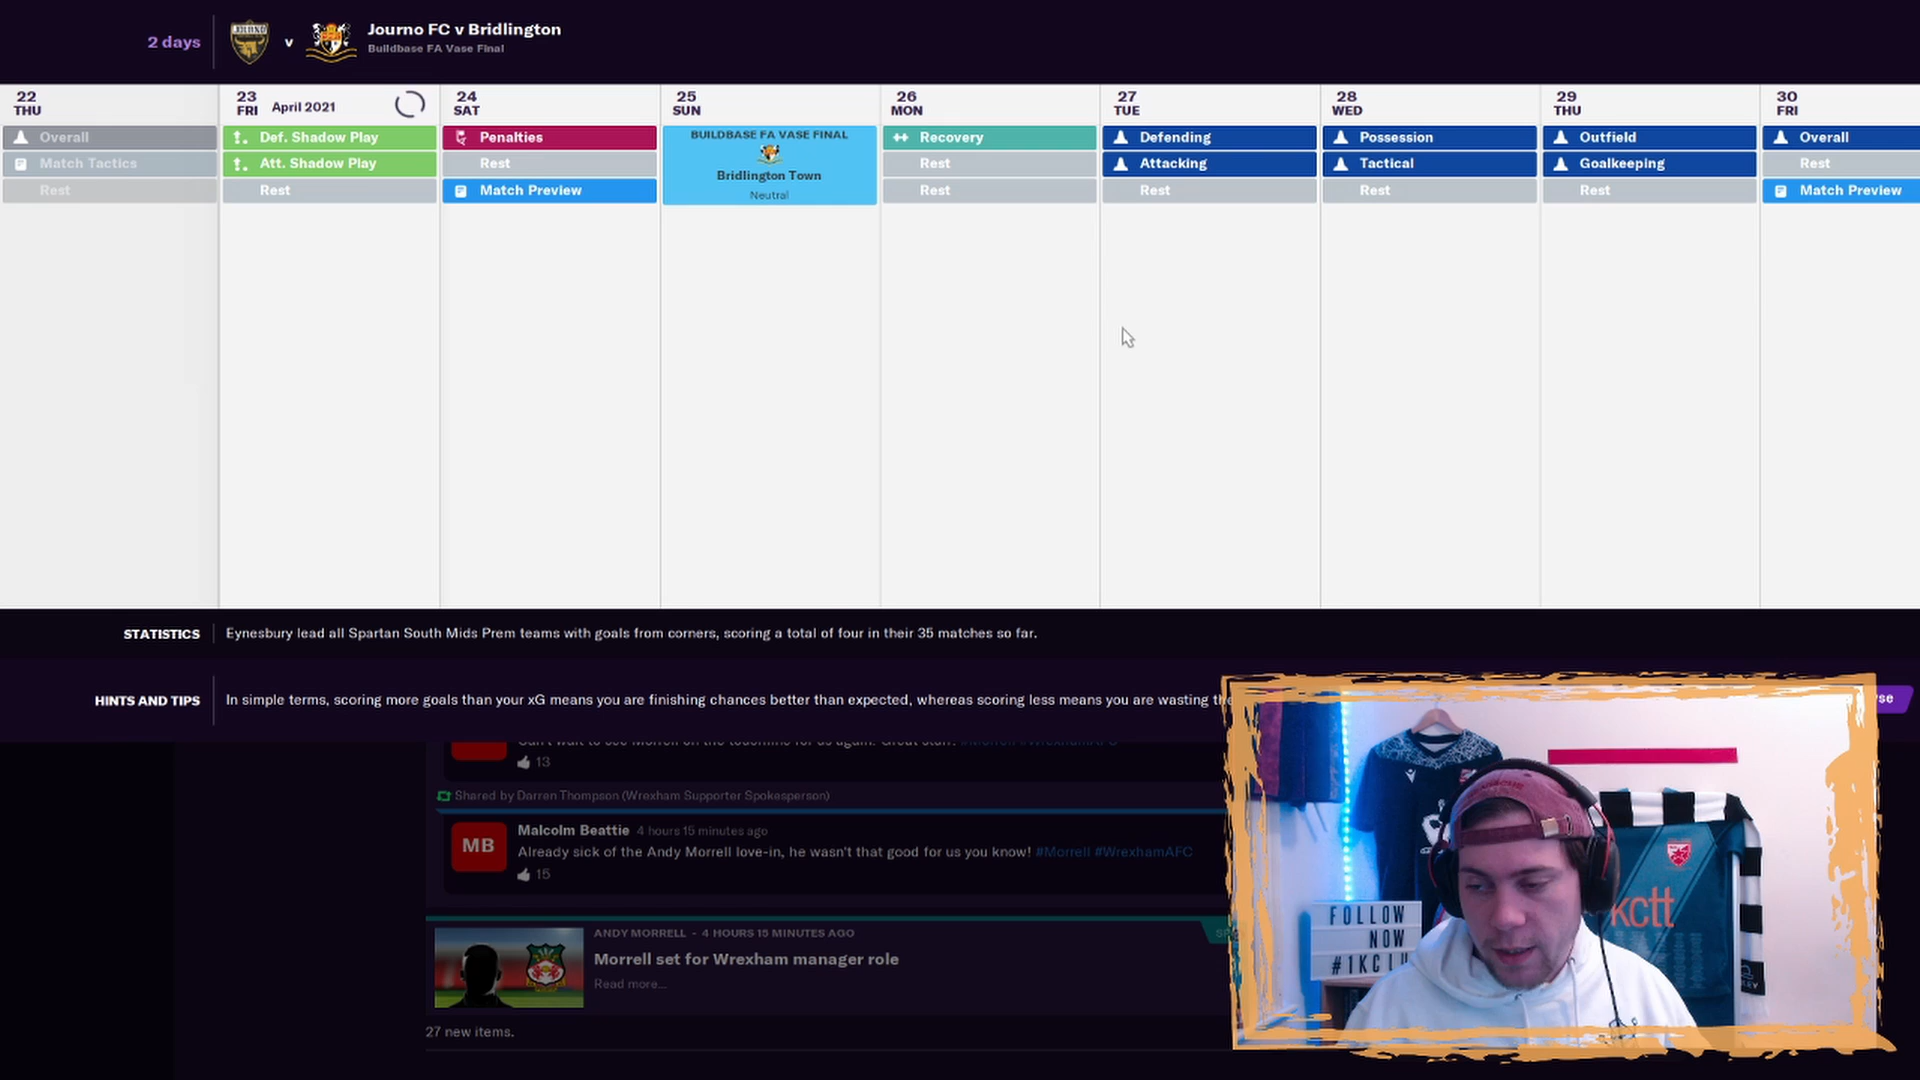 2 days
v
Journo FC v Bridlington
Buildbase FA Vase Final
22
THU
23
FRI April 2021
24
SAT
25
SUN
26
MON
27
TUE
28
WED
29
THU
30
FRI
Overall
Match Tactics
Rest
Def. Shadow Play
Att. Shadow Play
Rest
Penalties
Rest
Match Preview
BUILDBASE FA VASE FINAL
Bridlington Town
Neutral
Recovery
Rest
Rest
Defending
Attacking
Rest
Possession
Tactical
Rest
Outfield
Goalkeeping
Rest
Overall
Rest
Match Preview
STATISTICS
Eynesbury lead all Spartan South Mids Prem teams with goals from corners, scoring a total of four in their 35 matches so far.
HINTS AND TIPS
In simple terms, scoring more goals than your xG means you are finishing chances better than expected, whereas scoring less means you are wasting
13
Shared by Darren Thompson (Wrexham Supporter Spokesperson)
MB
Malcolm Beattie 4 hours 15 minutes ago
Already sick of the Andy Morrell love-in, he wasn't that good for us you know! #Morrell #WrexhamAFC
15
ANDY MORRELL - 4 HOURS 15 MINUTES AGO
Morrell set for Wrexham manager role
Read more...
27 new items.
FOLLOW
NOW
kctt